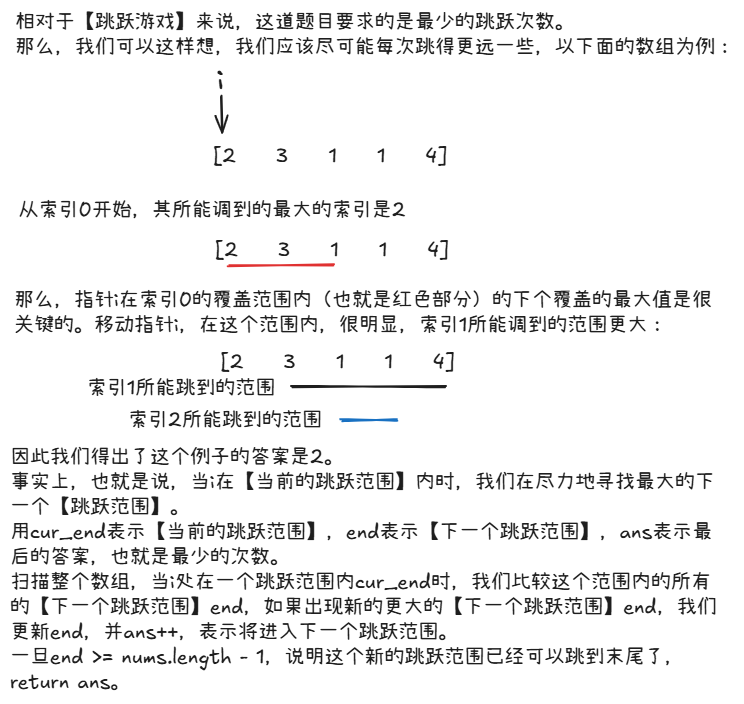 相对于【跳跃游戏】来说，这道题目要求的是最少的跳跃次数。
那么，我们可以这样想，我们应该尽可能每次跳得更远一些，以下面的数组为例：
i
[2 3 1 1 4]
从索引0开始，其所能调到的最大的索引是2
[2 3 1 1 4]
那么，指针i在索引0的覆盖范围内（也就是红色部分）的下个覆盖的最大值是很
关键的。移动指针i，在这个范围内，很明显，索引1所能调到的范围更大：
[2 3 1 1 4]
索引1所能跳到的范围
索引2所能跳到的范围
因此我们得出了这个例子的答案是2。
事实上，也就是说，当i在【当前的跳跃范围】内时，我们在尽力地寻找最大的下
一个【跳跃范围】。
用cur_end表示【当前的跳跃范围】，end表示【下一个跳跃范围】，ans表示最
后的答案，也就是最少的次数。
扫描整个数组，当i处在一个跳跃范围内cur_end时，我们比较这个范围内的所有
的【下一个跳跃范围】end，如果出现新的更大的【下一个跳跃范围】end，我们
更新end，并ans++，表示将进入下一个跳跃范围。
一旦end >= nums.length - 1，说明这个新的跳跃范围已经可以跳到末尾了，
return ans。